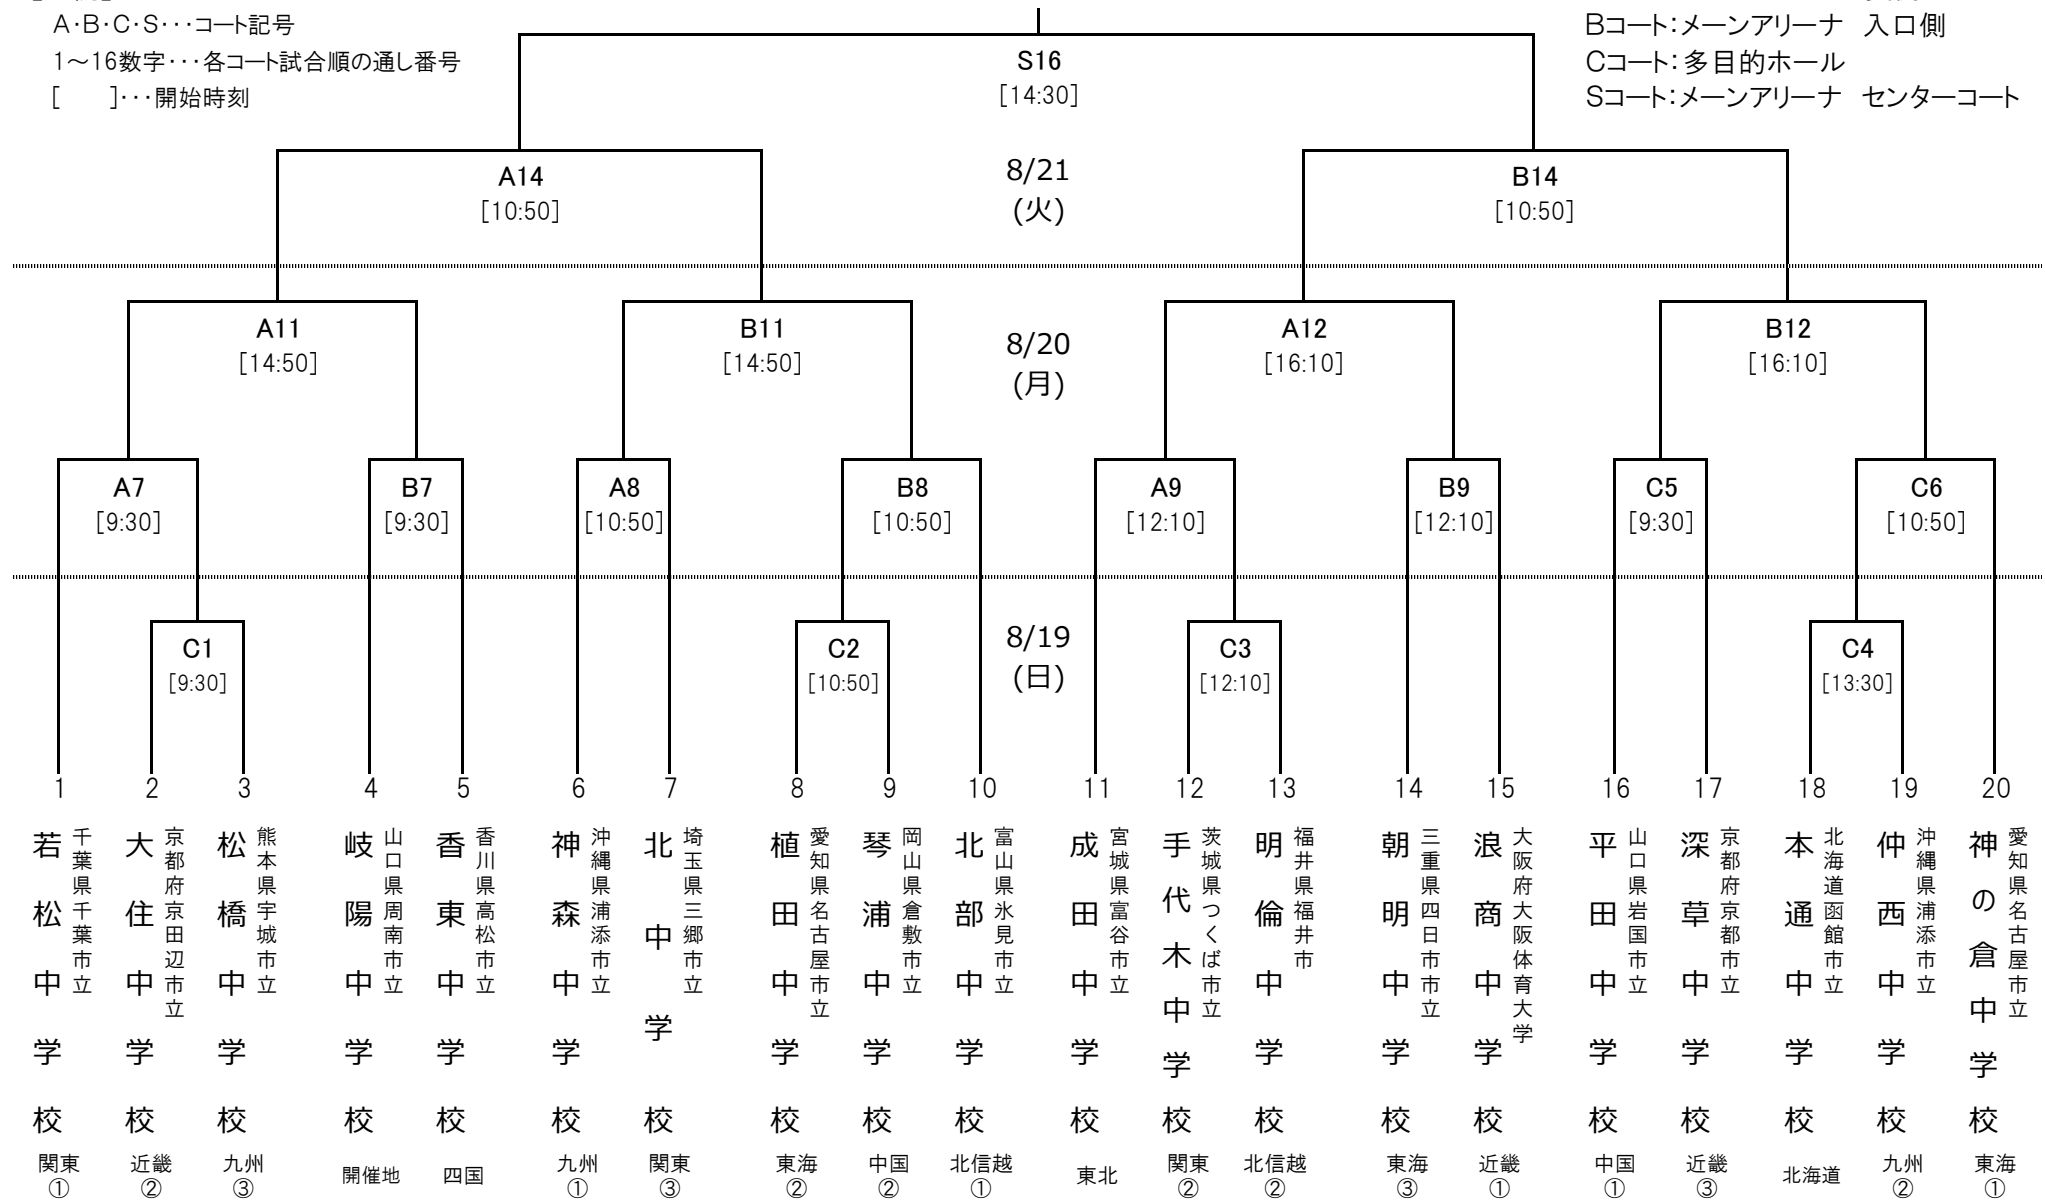 A・B・C・S・・・コート記号
1～16数字・・・各コート試合順の通し番号
[　　]・・・開始時刻
Bコート：メーンアリーナ　入口側
Cコート：多目的ホール
Sコート：メーンアリーナ　センターコート
S16
[14:30]
8/21
(火)
A14
[10:50]
B14
[10:50]
8/20
(月)
A11
[14:50]
B11
[14:50]
A12
[16:10]
B12
[16:10]
A7
[9:30]
B7
[9:30]
A8
[10:50]
B8
[10:50]
A9
[12:10]
B9
[12:10]
C5
[9:30]
C6
[10:50]
8/19
(日)
C1
[9:30]
C2
[10:50]
C3
[12:10]
C4
[13:30]
1
千葉県千葉市立
若松中学校
関東
①
2
京都府京田辺市立
大住中学校
近畿
②
3
熊本県宇城市立
松橋中学校
九州
③
4
山口県周南市立
岐陽中学校
開催地
5
香川県高松市立
香東中学校
四国
6
沖縄県浦添市立
神森中学校
九州
①
7
埼玉県三郷市立
北中学校
関東
③
8
愛知県名古屋市立
植田中学校
東海
②
9
岡山県倉敷市立
琴浦中学校
中国
②
10
富山県氷見市立
北部中学校
北信越
①
11
宮城県富谷市立
成田中学校
東北
12
茨城県つくば市立
手代木中学校
関東
②
13
福井県福井市
明倫中学校
北信越
②
14
三重県四日市市立
朝明中学校
東海
③
15
大阪府大阪体育大学
浪商中学校
近畿
①
16
山口県岩国市立
平田中学校
中国
①
17
京都府京都市立
深草中学校
近畿
③
18
北海道函館市立
本通中学校
北海道
19
沖縄県浦添市立
仲西中学校
九州
②
20
愛知県名古屋市立
神の倉中学校
東海
①